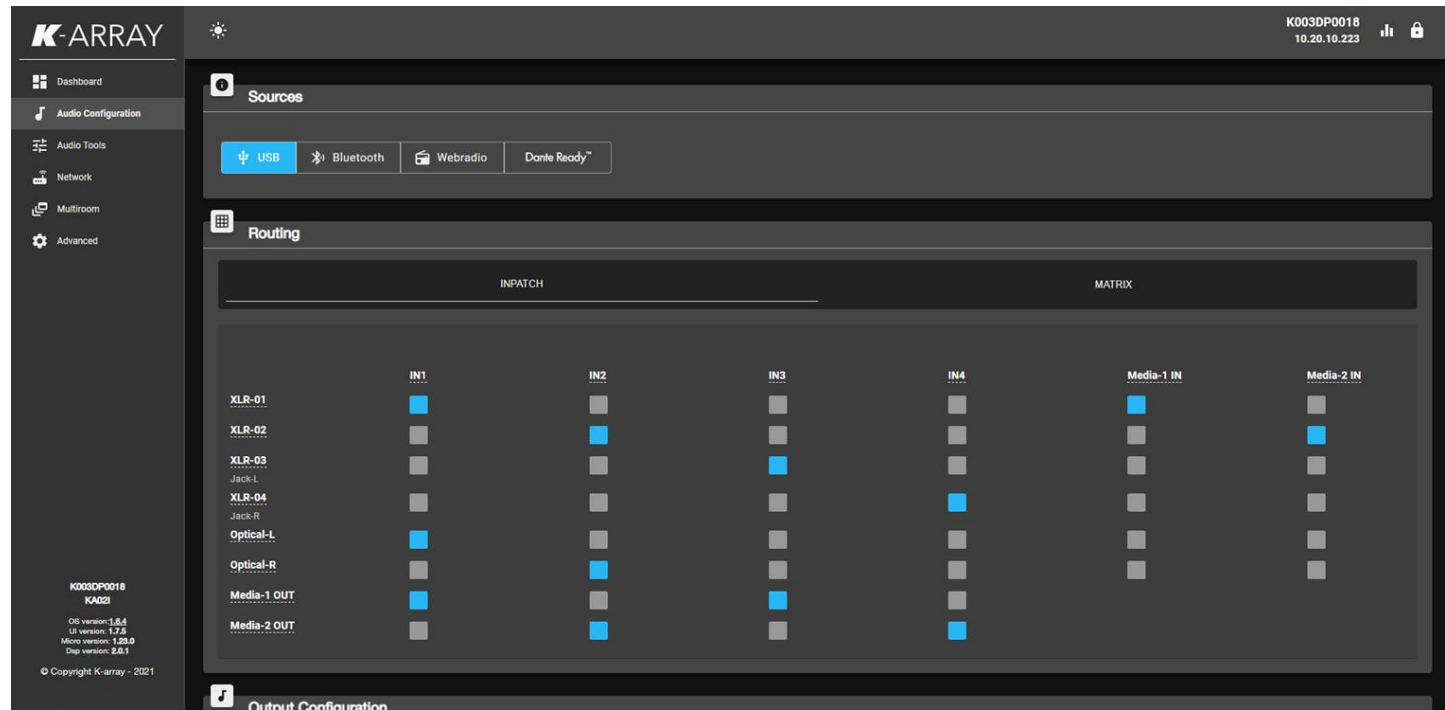 K-ARRAY
K003DP0018
10.20.10.223
Dashboard
Audio Configuration
Audio Tools
Network
Multiroom
Advanced
Sources
USB Bluetooth Webradio Dante Ready™
Routing
INPATCH MATRIX
IN1 IN2 IN3 IN4 Media-1 IN Media-2 IN
XLR-01
XLR-02
XLR-03
Jack-L
XLR-04
Jack-R
Optical-L
Optical-R
Media-1 OUT
Media-2 OUT
K003DP0018
KA02I
OS version:1.6.4
UI version: 1.7.5
Micro version: 1.23.0
Dsp version: 2.0.1
© Copyright K-array - 2021
Output Configuration